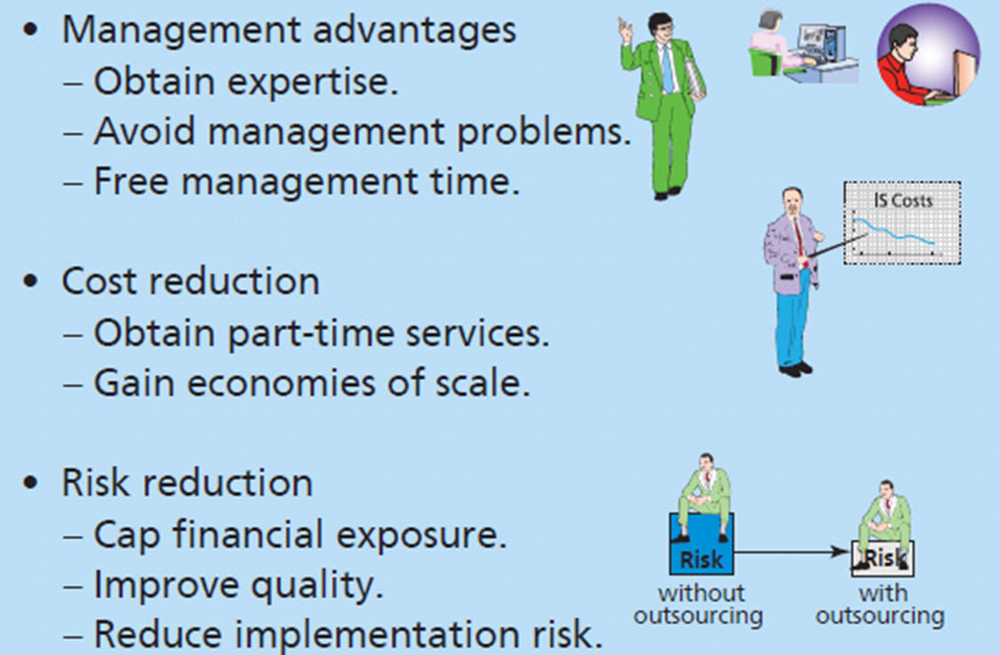 • Management advantages
– Obtain expertise.
– Avoid management problems.
– Free management time.
IS Costs
• Cost reduction
– Obtain part-time services.
– Gain economies of scale.
• Risk reduction
– Cap financial exposure.
– Improve quality.
– Reduce implementation risk.
Risk
without
outsourcing
Risk
with
outsourcing